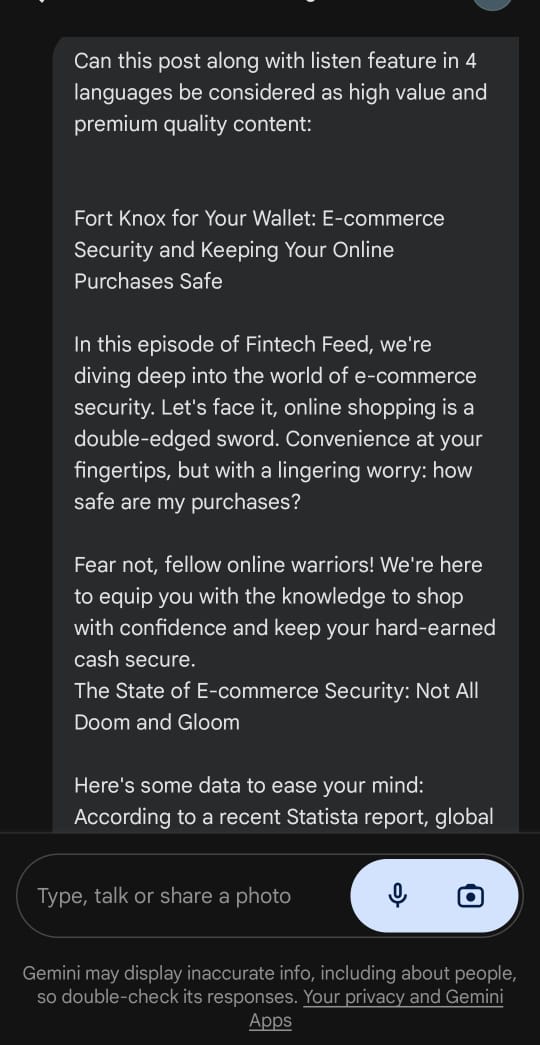 Can this post along with listen feature in 4
languages be considered as high value and
premium quality content:
Fort Knox for Your Wallet: E-commerce
Security and Keeping Your Online
Purchases Safe
In this episode of Fintech Feed, we're
diving deep into the world of e-commerce
security. Let's face it, online shopping is a
double-edged sword. Convenience at your
fingertips, but with a lingering worry: how
safe are my purchases?
Fear not, fellow online warriors! We're here
to equip you with the knowledge to shop
with confidence and keep your hard-earned
cash secure.
The State of E-commerce Security: Not All
Doom and Gloom
Here's some data to ease your mind:
According to a recent Statista report, global
Type, talk or share a photo
Gemini may display inaccurate info, including about people,
so double-check its responses. Your privacy and Gemini
Apps